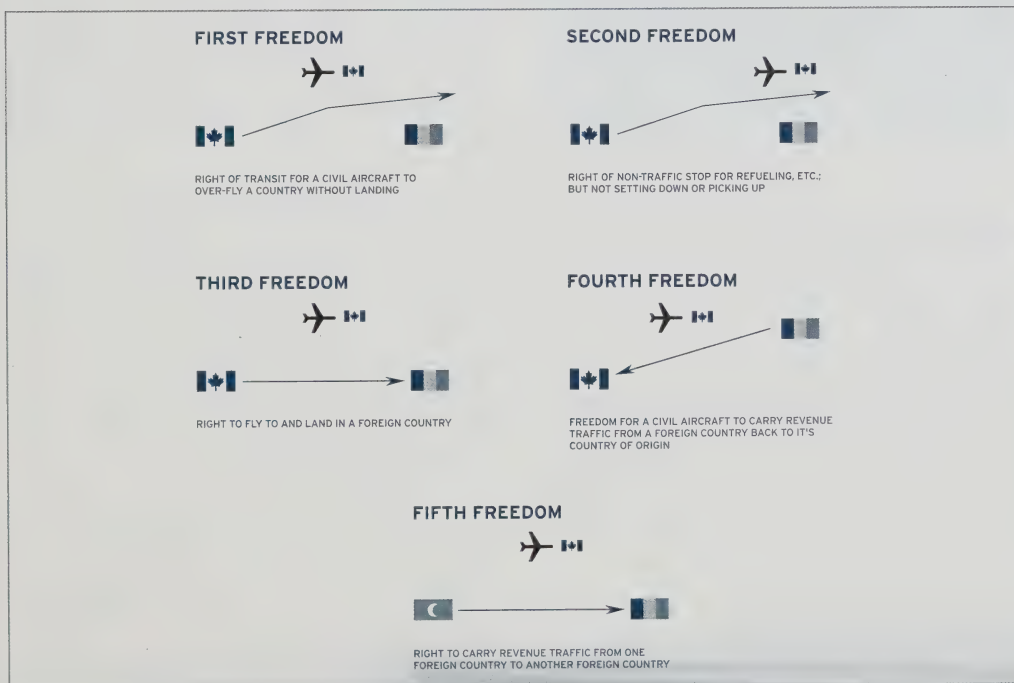 FIRST FREEDOM
RIGHT OF TRANSIT FOR A CIVIL AIRCRAFT TO
OVER-FLY A COUNTRY WITHOUT LANDING
SECOND FREEDOM
RIGHT OF NON-TRAFFIC STOP FOR REFUELING, ETC.;
BUT NOT SETTING DOWN OR PICKING UP
THIRD FREEDOM
RIGHT TO FLY TO AND LAND IN A FOREIGN COUNTRY
FOURTH FREEDOM
FREEDOM FOR A CIVIL AIRCRAFT TO CARRY REVENUE
TRAFFIC FROM A FOREIGN COUNTRY BACK TO IT'S
COUNTRY OF ORIGIN
FIFTH FREEDOM
RIGHT TO CARRY REVENUE TRAFFIC FROM ONE
FOREIGN COUNTRY TO ANOTHER FOREIGN COUNTRY